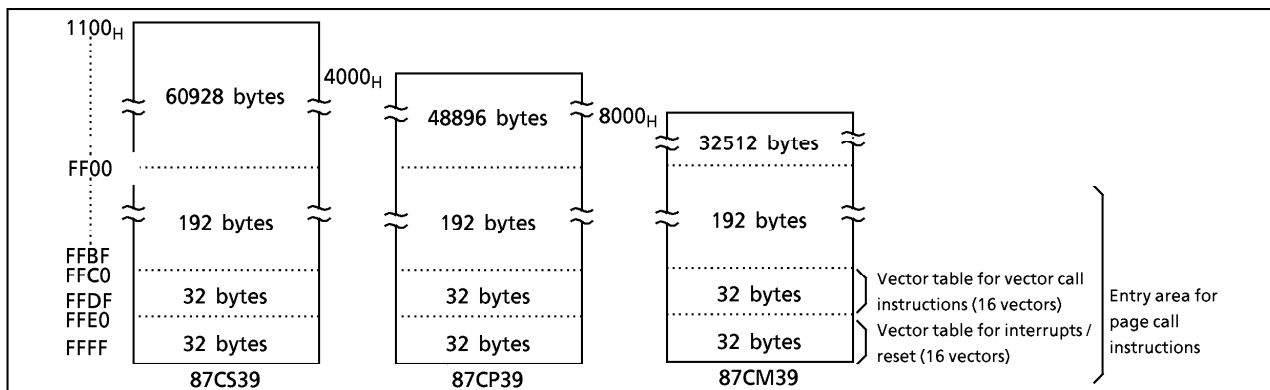 1100H
4000H
8000H
60928 bytes
48896 bytes
32512 bytes
FF00
192 bytes
192 bytes
192 bytes
FFBF
FFC0
FFDF
FFE0
FFFF
32 bytes
32 bytes
32 bytes
Vector table for vector call
instructions (16 vectors)
32 bytes
32 bytes
32 bytes
Vector table for interrupts /
reset (16 vectors)
Entry area for
page call
instructions
87CS39
87CP39
87CM39